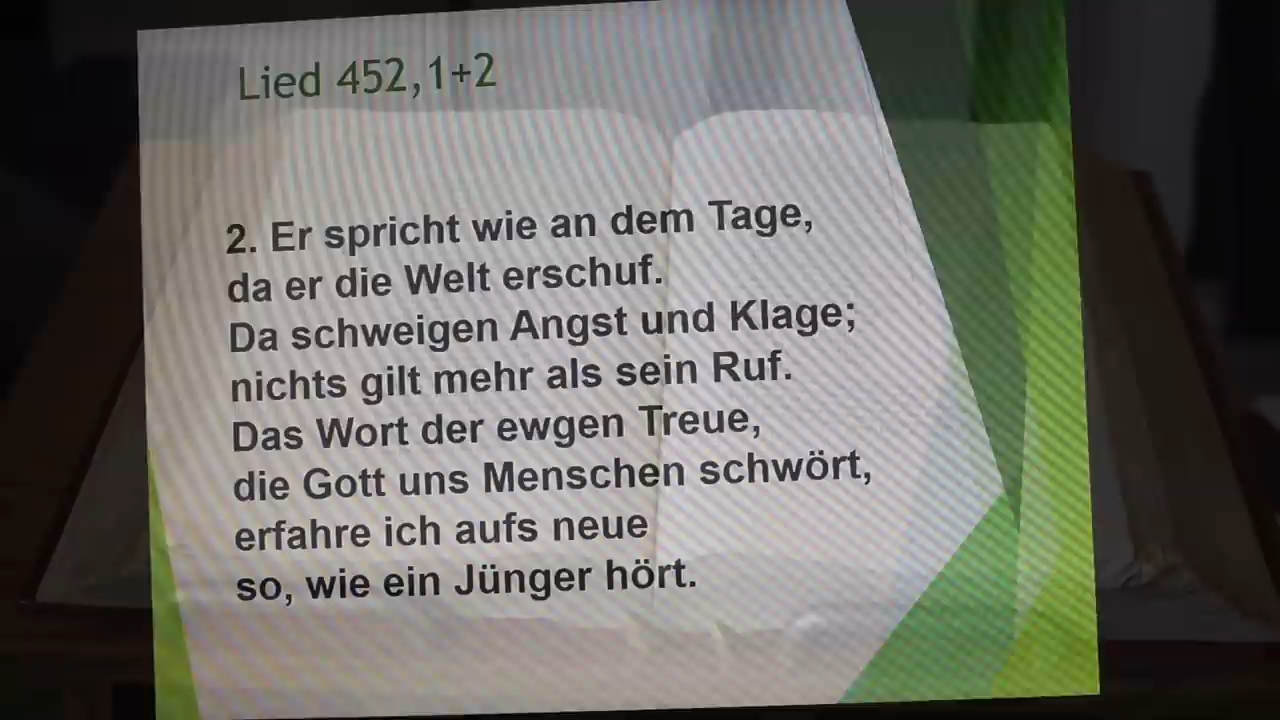 Lied 452,1+2
2. Er spricht wie an dem Tage,
da er die Welt erschuf.
Da schweigen Angst und Klage;
nichts gilt mehr als sein Ruf.
Das Wort der ewgen Treue,
die Gott uns Menschen schwört,
erfahre ich aufs neue
so, wie ein Jünger hört.